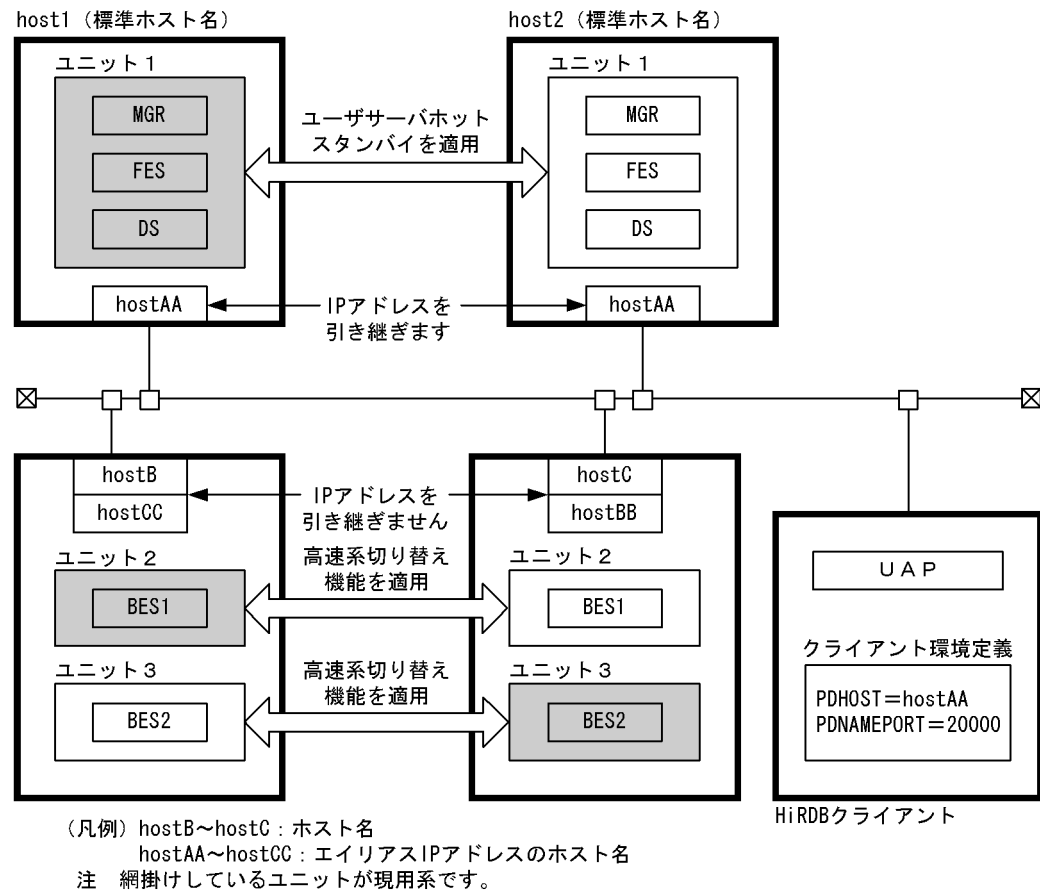 host1（標準ホスト名）
host2（標準ホスト名）
ユニット１
MGR
FES
DS
hostAA
ユーザサーバホット
スタンバイを適用
IPアドレスを
引き継ぎます
ユニット１
MGR
FES
DS
hostAA
hostB
hostCC
IPアドレスを
引き継ぎません
hostC
hostBB
ユニット２
BES1
高速系切り替え
機能を適用
ユニット２
BES1
ユニット３
BES2
高速系切り替え
機能を適用
ユニット３
BES2
ＵＡＰ
クライアント環境定義
PDHOST＝hostAA
PDNAMEPORT＝20000
HiRDBクライアント
（凡例）hostB～hostC：ホスト名
hostAA～hostCC：エイリアスIPアドレスのホスト名
注　網掛けしているユニットが現用系です。